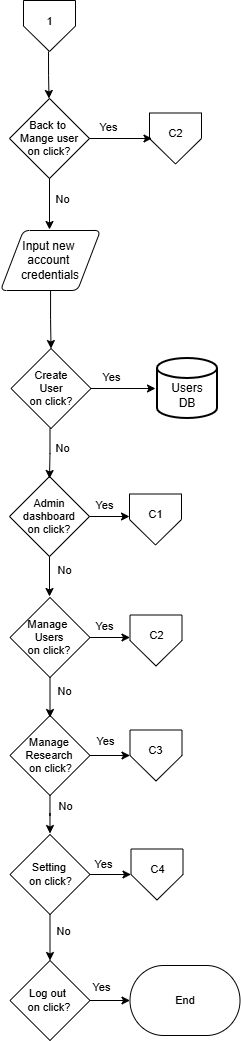 1
Back to
Mange user
on click?
Yes
C2
No
Input new
account
credentials
Create
User
on click?
Yes
Users
DB
No
Admin
dashboard
on click?
Yes
C1
No
Manage
Users
on click?
Yes
C2
No
Manage
Research
on click?
Yes
C3
No
Setting
on click?
Yes
C4
No
Log out
on click?
Yes
End